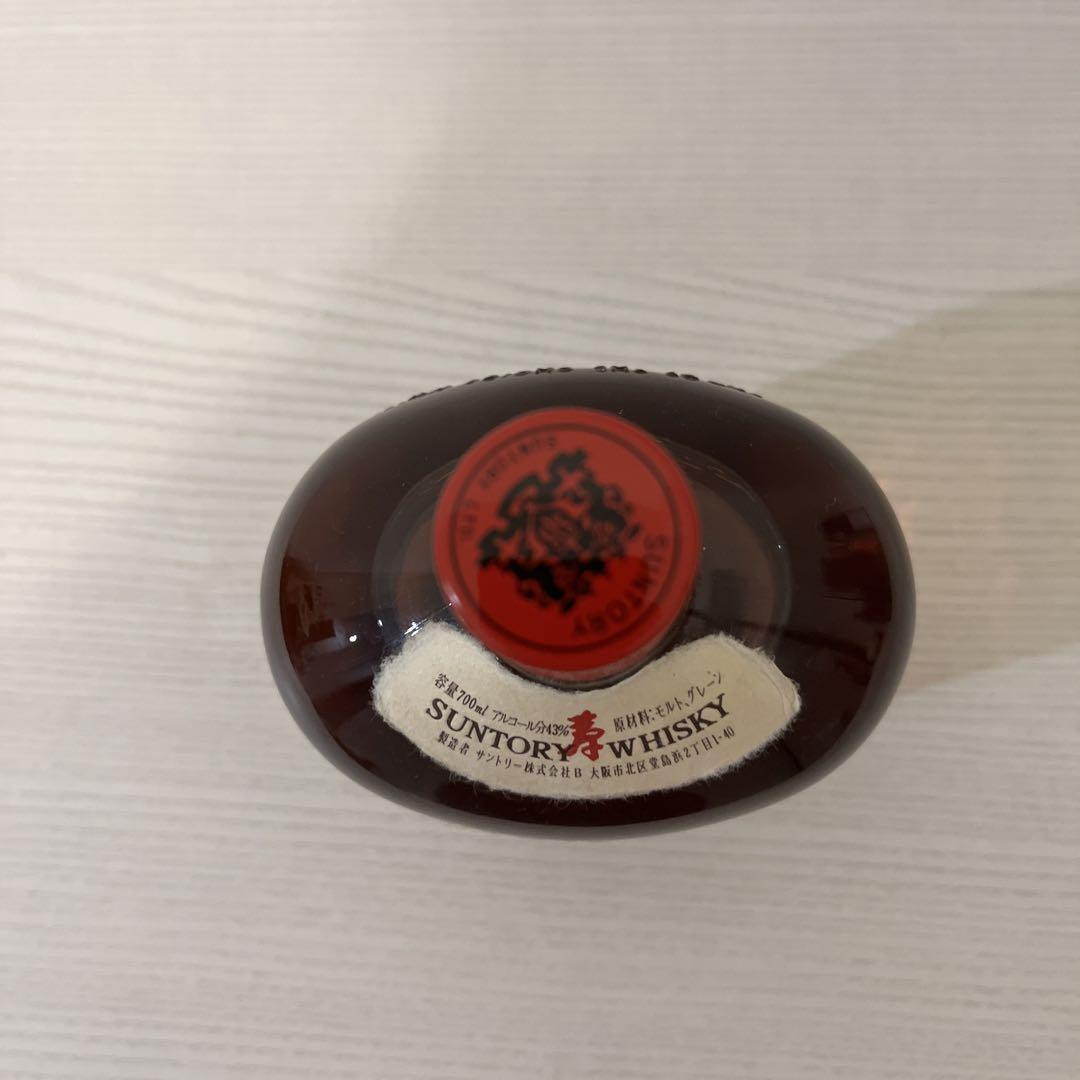 SUNTORY LTD.
SUNTORY
容量700ml アルコール分43% 原材料:モルト、グレーン
SUNTORY 寿 WHISKY
製造者 サントリー株式会社B 大阪市北区堂島浜2丁目1-40